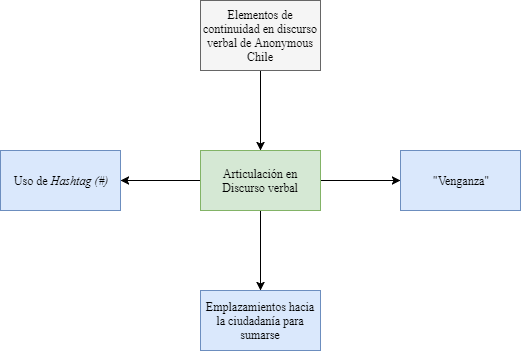 Elementos de
continuidad en discurso
verbal de Anonymous
Chile
Uso de Hashtag (#)
Articulación en
Discurso verbal
"Venganza"
Emplazamientos hacia
la ciudadanía para
sumarse